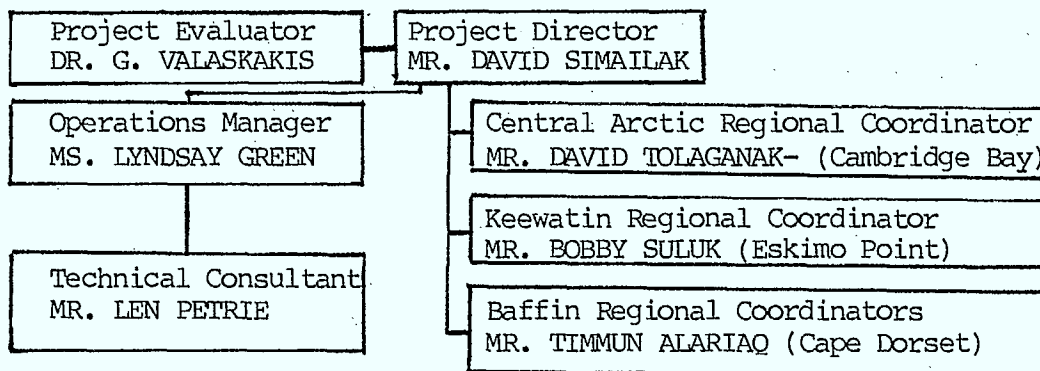 Project Evaluator
DR. G. VALASKAKIS
Project Director
MR. DAVID SIMAILAK
Operations Manager
MS. LYNDSAY GREEN
Central Arctic Regional Coordinator
MR. DAVID TOLAGANAK- (Cambridge Bay)
Keewatin Regional Coordinator
MR. BOBBY SULUK (Eskimo Point)
Technical Consultant
MR. LEN PETRIE
Baffin Regional Coordinators
MR. TIMMUN ALARIAQ (Cape Dorset)